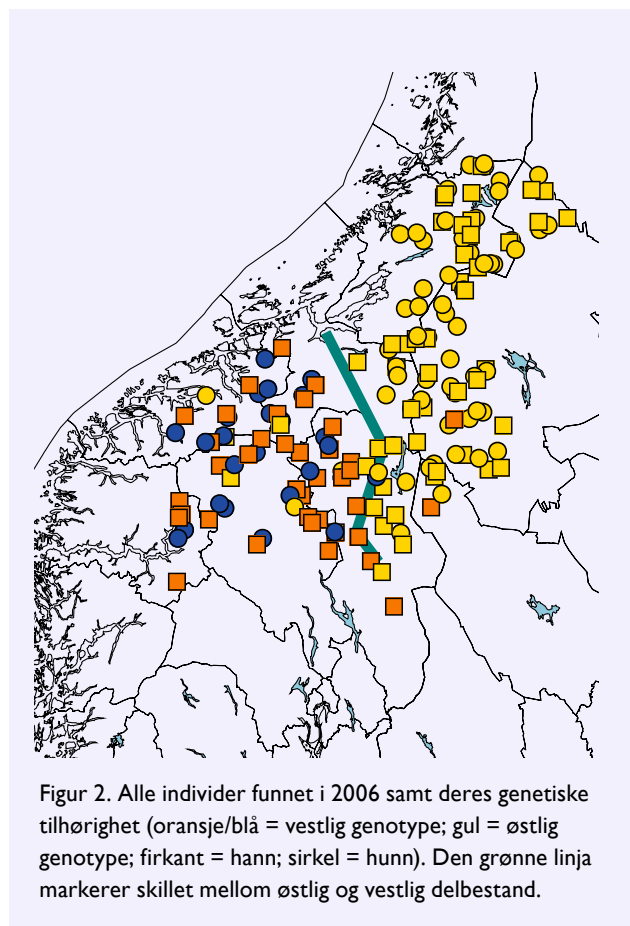 Figur 2. Alle individer funnet i 2006 samt deres genetiske
tilhørighet (oransje/blå = vestlig genotype; gul = østlig
genotype; firkant = hann; sirkel = hunn). Den grønne linja
markerer skillet mellom østlig og vestlig delbestand.